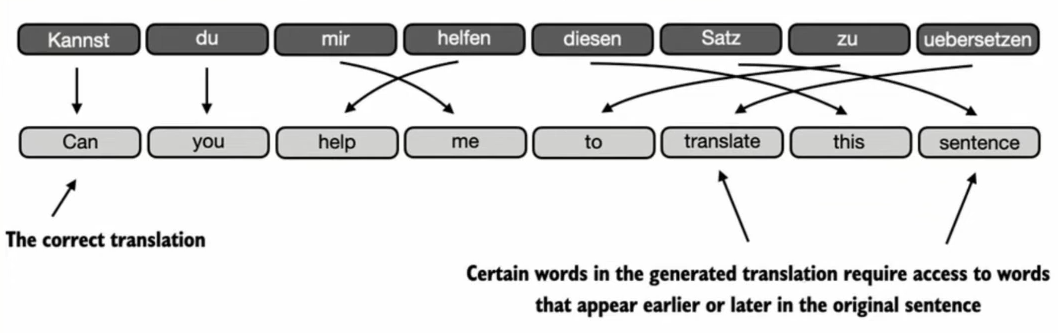 Kannst du mir helfen diesen Satz zu uebersetzen
Can you help me to translate this sentence
The correct translation
Certain words in the generated translation require access to words
that appear earlier or later in the original sentence